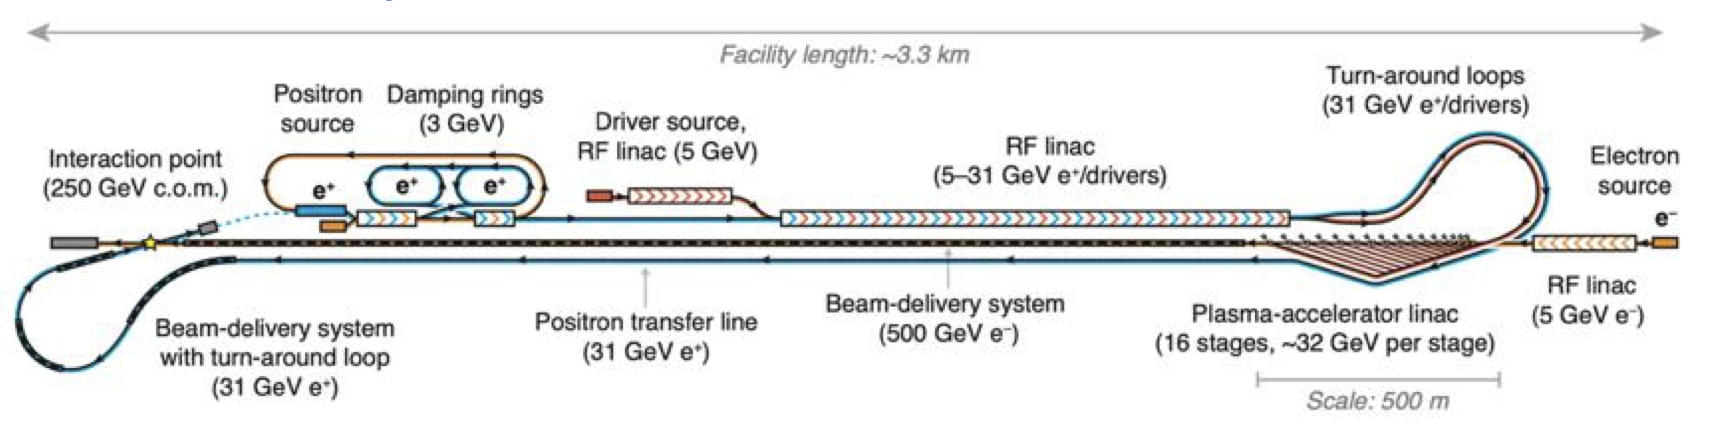 Facility length: ~3.3 km
Turn-around loops
(31 GeV e⁺/drivers)
Positron
source
Damping rings
(3 GeV)
Driver source,
RF linac (5 GeV)
RF linac
(5–31 GeV e⁺/drivers)
Electron
source
Interaction point
(250 GeV c.o.m.)
e⁺
e⁺
e⁺
e⁻
Beam-delivery system
with turn-around loop
(31 GeV e⁺)
Positron transfer line
(31 GeV e⁺)
Beam-delivery system
(500 GeV e⁻)
Plasma-accelerator linac
(16 stages, ~32 GeV per stage)
RF linac
(5 GeV e⁻)
Scale: 500 m